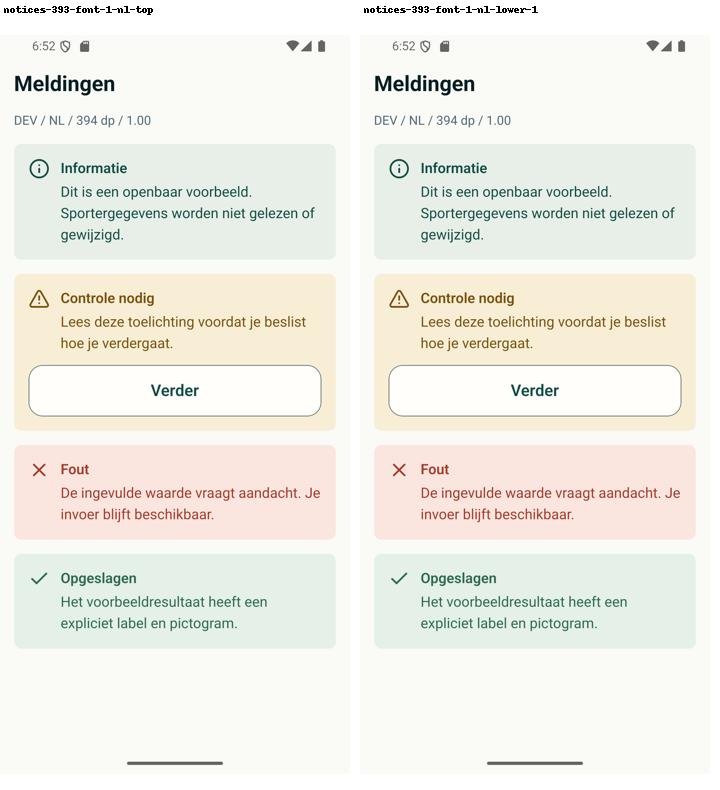 notices-393-font-1-nl-top
6:52
Meldingen
DEV / NL / 394 dp / 1.00
Informatie
Dit is een openbaar voorbeeld.
Sportergegevens worden niet gelezen of
gewijzigd.
Controle nodig
Lees deze toelichting voordat je beslist
hoe je verdergaat.
Verder
Fout
De ingevulde waarde vraagt aandacht. Je
invoer blijft beschikbaar.
Opgeslagen
Het voorbeeldresultaat heeft een
expliciet label en pictogram.
notices-393-font-1-nl-lower-1
6:52
Meldingen
DEV / NL / 394 dp / 1.00
Informatie
Dit is een openbaar voorbeeld.
Sportergegevens worden niet gelezen of
gewijzigd.
Controle nodig
Lees deze toelichting voordat je beslist
hoe je verdergaat.
Verder
Fout
De ingevulde waarde vraagt aandacht. Je
invoer blijft beschikbaar.
Opgeslagen
Het voorbeeldresultaat heeft een
expliciet label en pictogram.